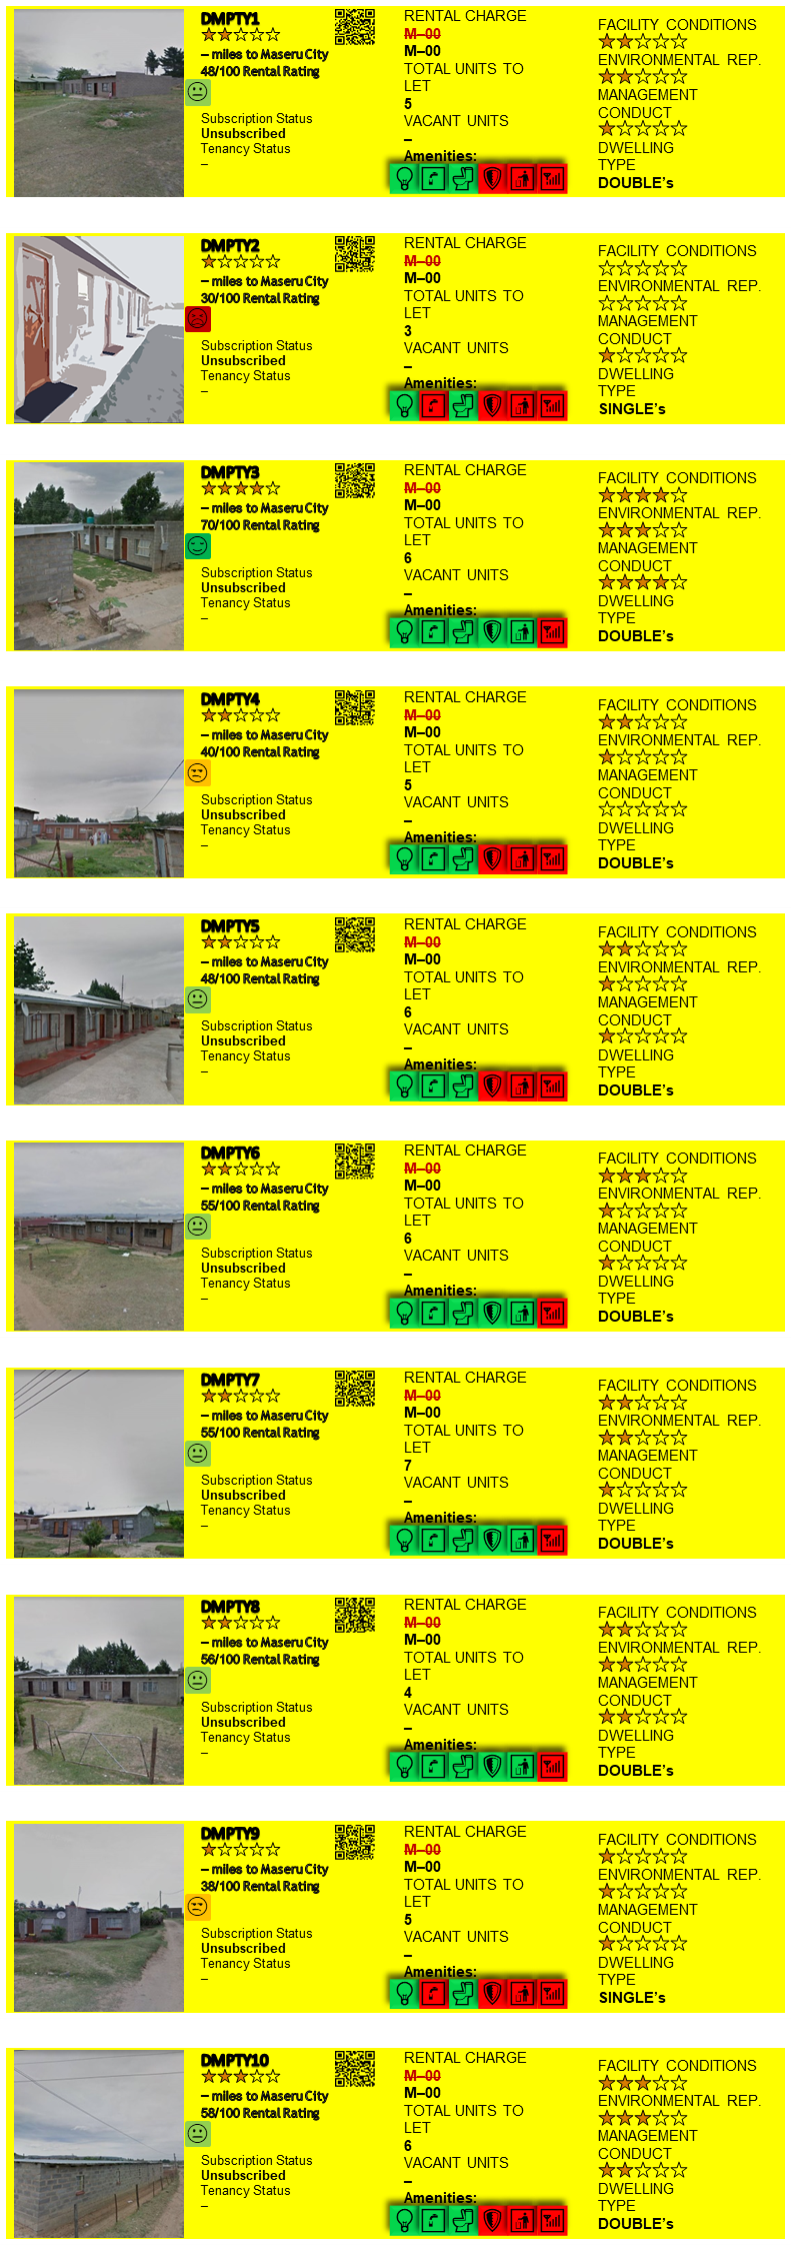 DMPTY1
– miles to Maseru City
48/100 Rental Rating
Subscription Status
Unsubscribed
Tenancy Status
–
RENTAL CHARGE
M–00
M–00
TOTAL UNITS TO
LET
5
VACANT UNITS
–
Amenities:
FACILITY CONDITIONS
ENVIRONMENTAL REP.
MANAGEMENT
CONDUCT
DWELLING
TYPE
DOUBLE's
DMPTY2
– miles to Maseru City
30/100 Rental Rating
Subscription Status
Unsubscribed
Tenancy Status
–
RENTAL CHARGE
M–00
M–00
TOTAL UNITS TO
LET
3
VACANT UNITS
–
Amenities:
FACILITY CONDITIONS
ENVIRONMENTAL REP.
MANAGEMENT
CONDUCT
DWELLING
TYPE
SINGLE's
DMPTY3
– miles to Maseru City
70/100 Rental Rating
Subscription Status
Unsubscribed
Tenancy Status
–
RENTAL CHARGE
M–00
M–00
TOTAL UNITS TO
LET
6
VACANT UNITS
–
Amenities:
FACILITY CONDITIONS
ENVIRONMENTAL REP.
MANAGEMENT
CONDUCT
DWELLING
TYPE
DOUBLE's
DMPTY4
– miles to Maseru City
40/100 Rental Rating
Subscription Status
Unsubscribed
Tenancy Status
–
RENTAL CHARGE
M–00
M–00
TOTAL UNITS TO
LET
5
VACANT UNITS
–
Amenities:
FACILITY CONDITIONS
ENVIRONMENTAL REP.
MANAGEMENT
CONDUCT
DWELLING
TYPE
DOUBLE's
DMPTY5
– miles to Maseru City
48/100 Rental Rating
Subscription Status
Unsubscribed
Tenancy Status
–
RENTAL CHARGE
M–00
M–00
TOTAL UNITS TO
LET
6
VACANT UNITS
–
Amenities:
FACILITY CONDITIONS
ENVIRONMENTAL REP.
MANAGEMENT
CONDUCT
DWELLING
TYPE
DOUBLE's
DMPTY6
– miles to Maseru City
55/100 Rental Rating
Subscription Status
Unsubscribed
Tenancy Status
–
RENTAL CHARGE
M–00
M–00
TOTAL UNITS TO
LET
6
VACANT UNITS
–
Amenities:
FACILITY CONDITIONS
ENVIRONMENTAL REP.
MANAGEMENT
CONDUCT
DWELLING
TYPE
DOUBLE's
DMPTY7
– miles to Maseru City
55/100 Rental Rating
Subscription Status
Unsubscribed
Tenancy Status
–
RENTAL CHARGE
M–00
M–00
TOTAL UNITS TO
LET
7
VACANT UNITS
–
Amenities:
FACILITY CONDITIONS
ENVIRONMENTAL REP.
MANAGEMENT
CONDUCT
DWELLING
TYPE
DOUBLE's
DMPTY8
– miles to Maseru City
56/100 Rental Rating
Subscription Status
Unsubscribed
Tenancy Status
–
RENTAL CHARGE
M–00
M–00
TOTAL UNITS TO
LET
4
VACANT UNITS
–
Amenities:
FACILITY CONDITIONS
ENVIRONMENTAL REP.
MANAGEMENT
CONDUCT
DWELLING
TYPE
DOUBLE's
DMPTY9
– miles to Maseru City
38/100 Rental Rating
Subscription Status
Unsubscribed
Tenancy Status
–
RENTAL CHARGE
M–00
M–00
TOTAL UNITS TO
LET
5
VACANT UNITS
–
Amenities:
FACILITY CONDITIONS
ENVIRONMENTAL REP.
MANAGEMENT
CONDUCT
DWELLING
TYPE
SINGLE's
DMPTY10
– miles to Maseru City
58/100 Rental Rating
Subscription Status
Unsubscribed
Tenancy Status
–
RENTAL CHARGE
M–00
M–00
TOTAL UNITS TO
LET
6
VACANT UNITS
–
Amenities:
FACILITY CONDITIONS
ENVIRONMENTAL REP.
MANAGEMENT
CONDUCT
DWELLING
TYPE
DOUBLE's